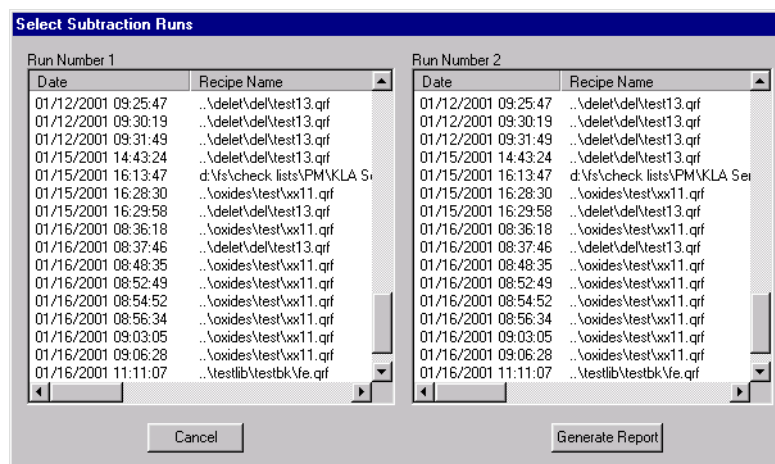 Select Subtraction Runs
Run Number 1
Date Recipe Name
01/12/2001 09:25:47 ..\delet\del\test13.qrf
01/12/2001 09:30:19 ..\delet\del\test13.qrf
01/12/2001 09:31:49 ..\delet\del\test13.qrf
01/15/2001 14:43:24 ..\delet\del\test13.qrf
01/15/2001 16:13:47 d:\fs\check lists\PM\KLA Se
01/15/2001 16:28:30 ..\oxides\test\xx11.qrf
01/15/2001 16:29:58 ..\delet\del\test13.qrf
01/16/2001 08:36:18 ..\oxides\test\xx11.qrf
01/16/2001 08:37:46 ..\delet\del\test13.qrf
01/16/2001 08:48:35 ..\oxides\test\xx11.qrf
01/16/2001 08:52:49 ..\oxides\test\xx11.qrf
01/16/2001 08:54:52 ..\oxides\test\xx11.qrf
01/16/2001 08:56:34 ..\oxides\test\xx11.qrf
01/16/2001 09:03:05 ..\oxides\test\xx11.qrf
01/16/2001 09:06:28 ..\oxides\test\xx11.qrf
01/16/2001 11:11:07 ..\testlib\testbk\fe.qrf
Run Number 2
Date Recipe Name
01/12/2001 09:25:47 ..\delet\del\test13.qrf
01/12/2001 09:30:19 ..\delet\del\test13.qrf
01/12/2001 09:31:49 ..\delet\del\test13.qrf
01/15/2001 14:43:24 ..\delet\del\test13.qrf
01/15/2001 16:13:47 d:\fs\check lists\PM\KLA Ser
01/15/2001 16:28:30 ..\oxides\test\xx11.qrf
01/15/2001 16:29:58 ..\delet\del\test13.qrf
01/16/2001 08:36:18 ..\oxides\test\xx11.qrf
01/16/2001 08:37:46 ..\delet\del\test13.qrf
01/16/2001 08:48:35 ..\oxides\test\xx11.qrf
01/16/2001 08:52:49 ..\oxides\test\xx11.qrf
01/16/2001 08:54:52 ..\oxides\test\xx11.qrf
01/16/2001 08:56:34 ..\oxides\test\xx11.qrf
01/16/2001 09:03:05 ..\oxides\test\xx11.qrf
01/16/2001 09:06:28 ..\oxides\test\xx11.qrf
01/16/2001 11:11:07 ..\testlib\testbk\fe.qrf
Cancel
Generate Report